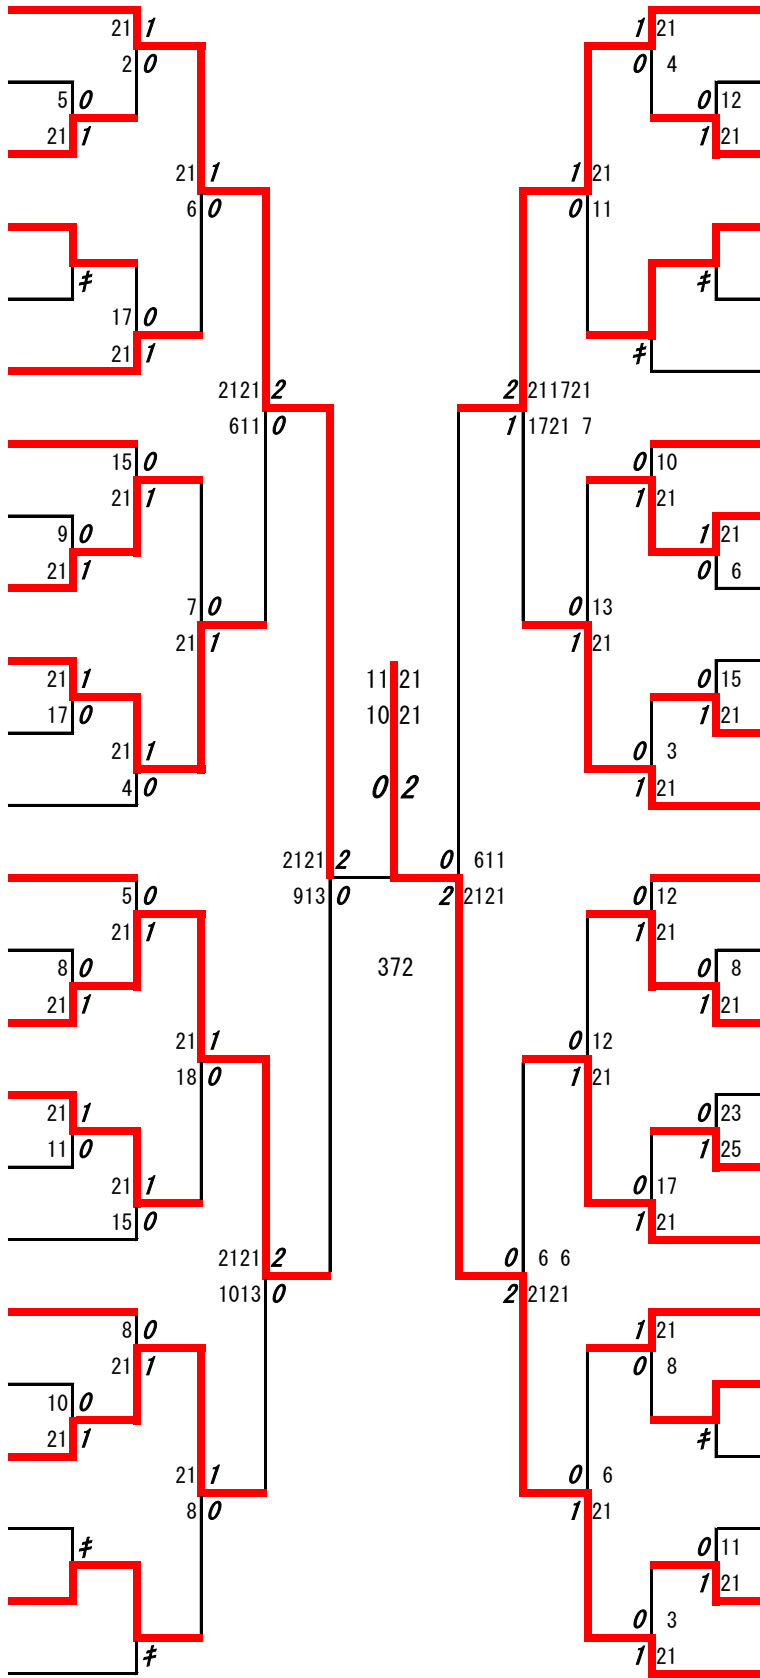 21 1 1 21
2 0 0 4
5 0 0 12
21 1 1 21
21 1 1 21
6 0 0 11
≠ ≠
17 0
21 1 ≠
2121 2 2 211721
611 0 1 1721 7
15 0 0 10
21 1 1 21
9 0 1 21
21 1 0 6
7 0 0 13
21 1 1 21
21 1 11 21 0 15
17 0 10 21 1 21
21 1 0 3
4 0 0 2 1 21
2121 2 0 611
5 0 913 0 2 2121 0 12
21 1 1 21
8 0 372 0 8
21 1 1 21
21 1 0 12
18 0 1 21
21 1 0 23
11 0 1 25
21 1 0 17
15 0 1 21
2121 2 0 6 6
1013 0 2 2121
8 0 1 21
21 1 0 8
10 0
21 1 ≠
21 1 0 6
8 0 1 21
≠ 0 11
1 21
0 3
≠ 1 21